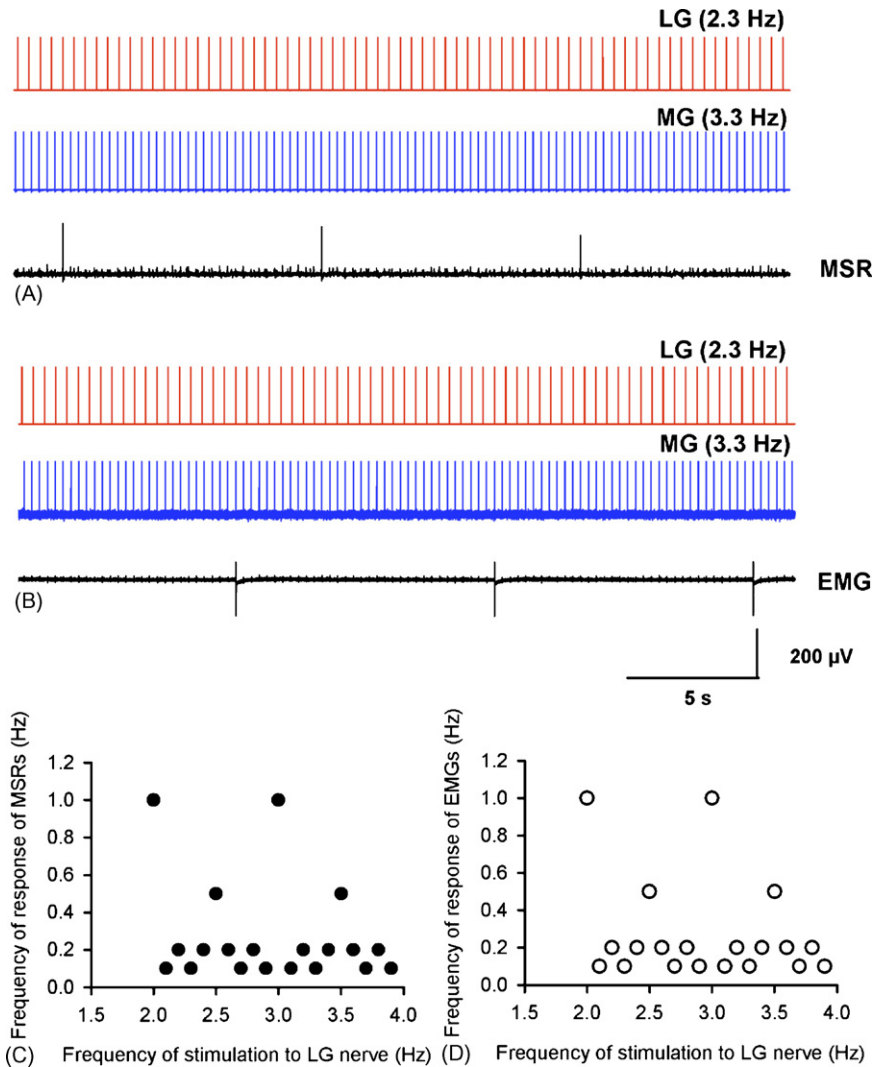 LG (2.3 Hz)
MG (3.3 Hz)
MSR
(A)
LG (2.3 Hz)
MG (3.3 Hz)
EMG
(B)
200 µV
5 s
Frequency of response of MSRs (Hz)
1.2
1.0
0.8
0.6
0.4
0.2
0.0
1.5 2.0 2.5 3.0 3.5 4.0
(C) Frequency of stimulation to LG nerve (Hz)
Frequency of response of EMGs (Hz)
1.2
1.0
0.8
0.6
0.4
0.2
0.0
1.5 2.0 2.5 3.0 3.5 4.0
(D) Frequency of stimulation to LG nerve (Hz)